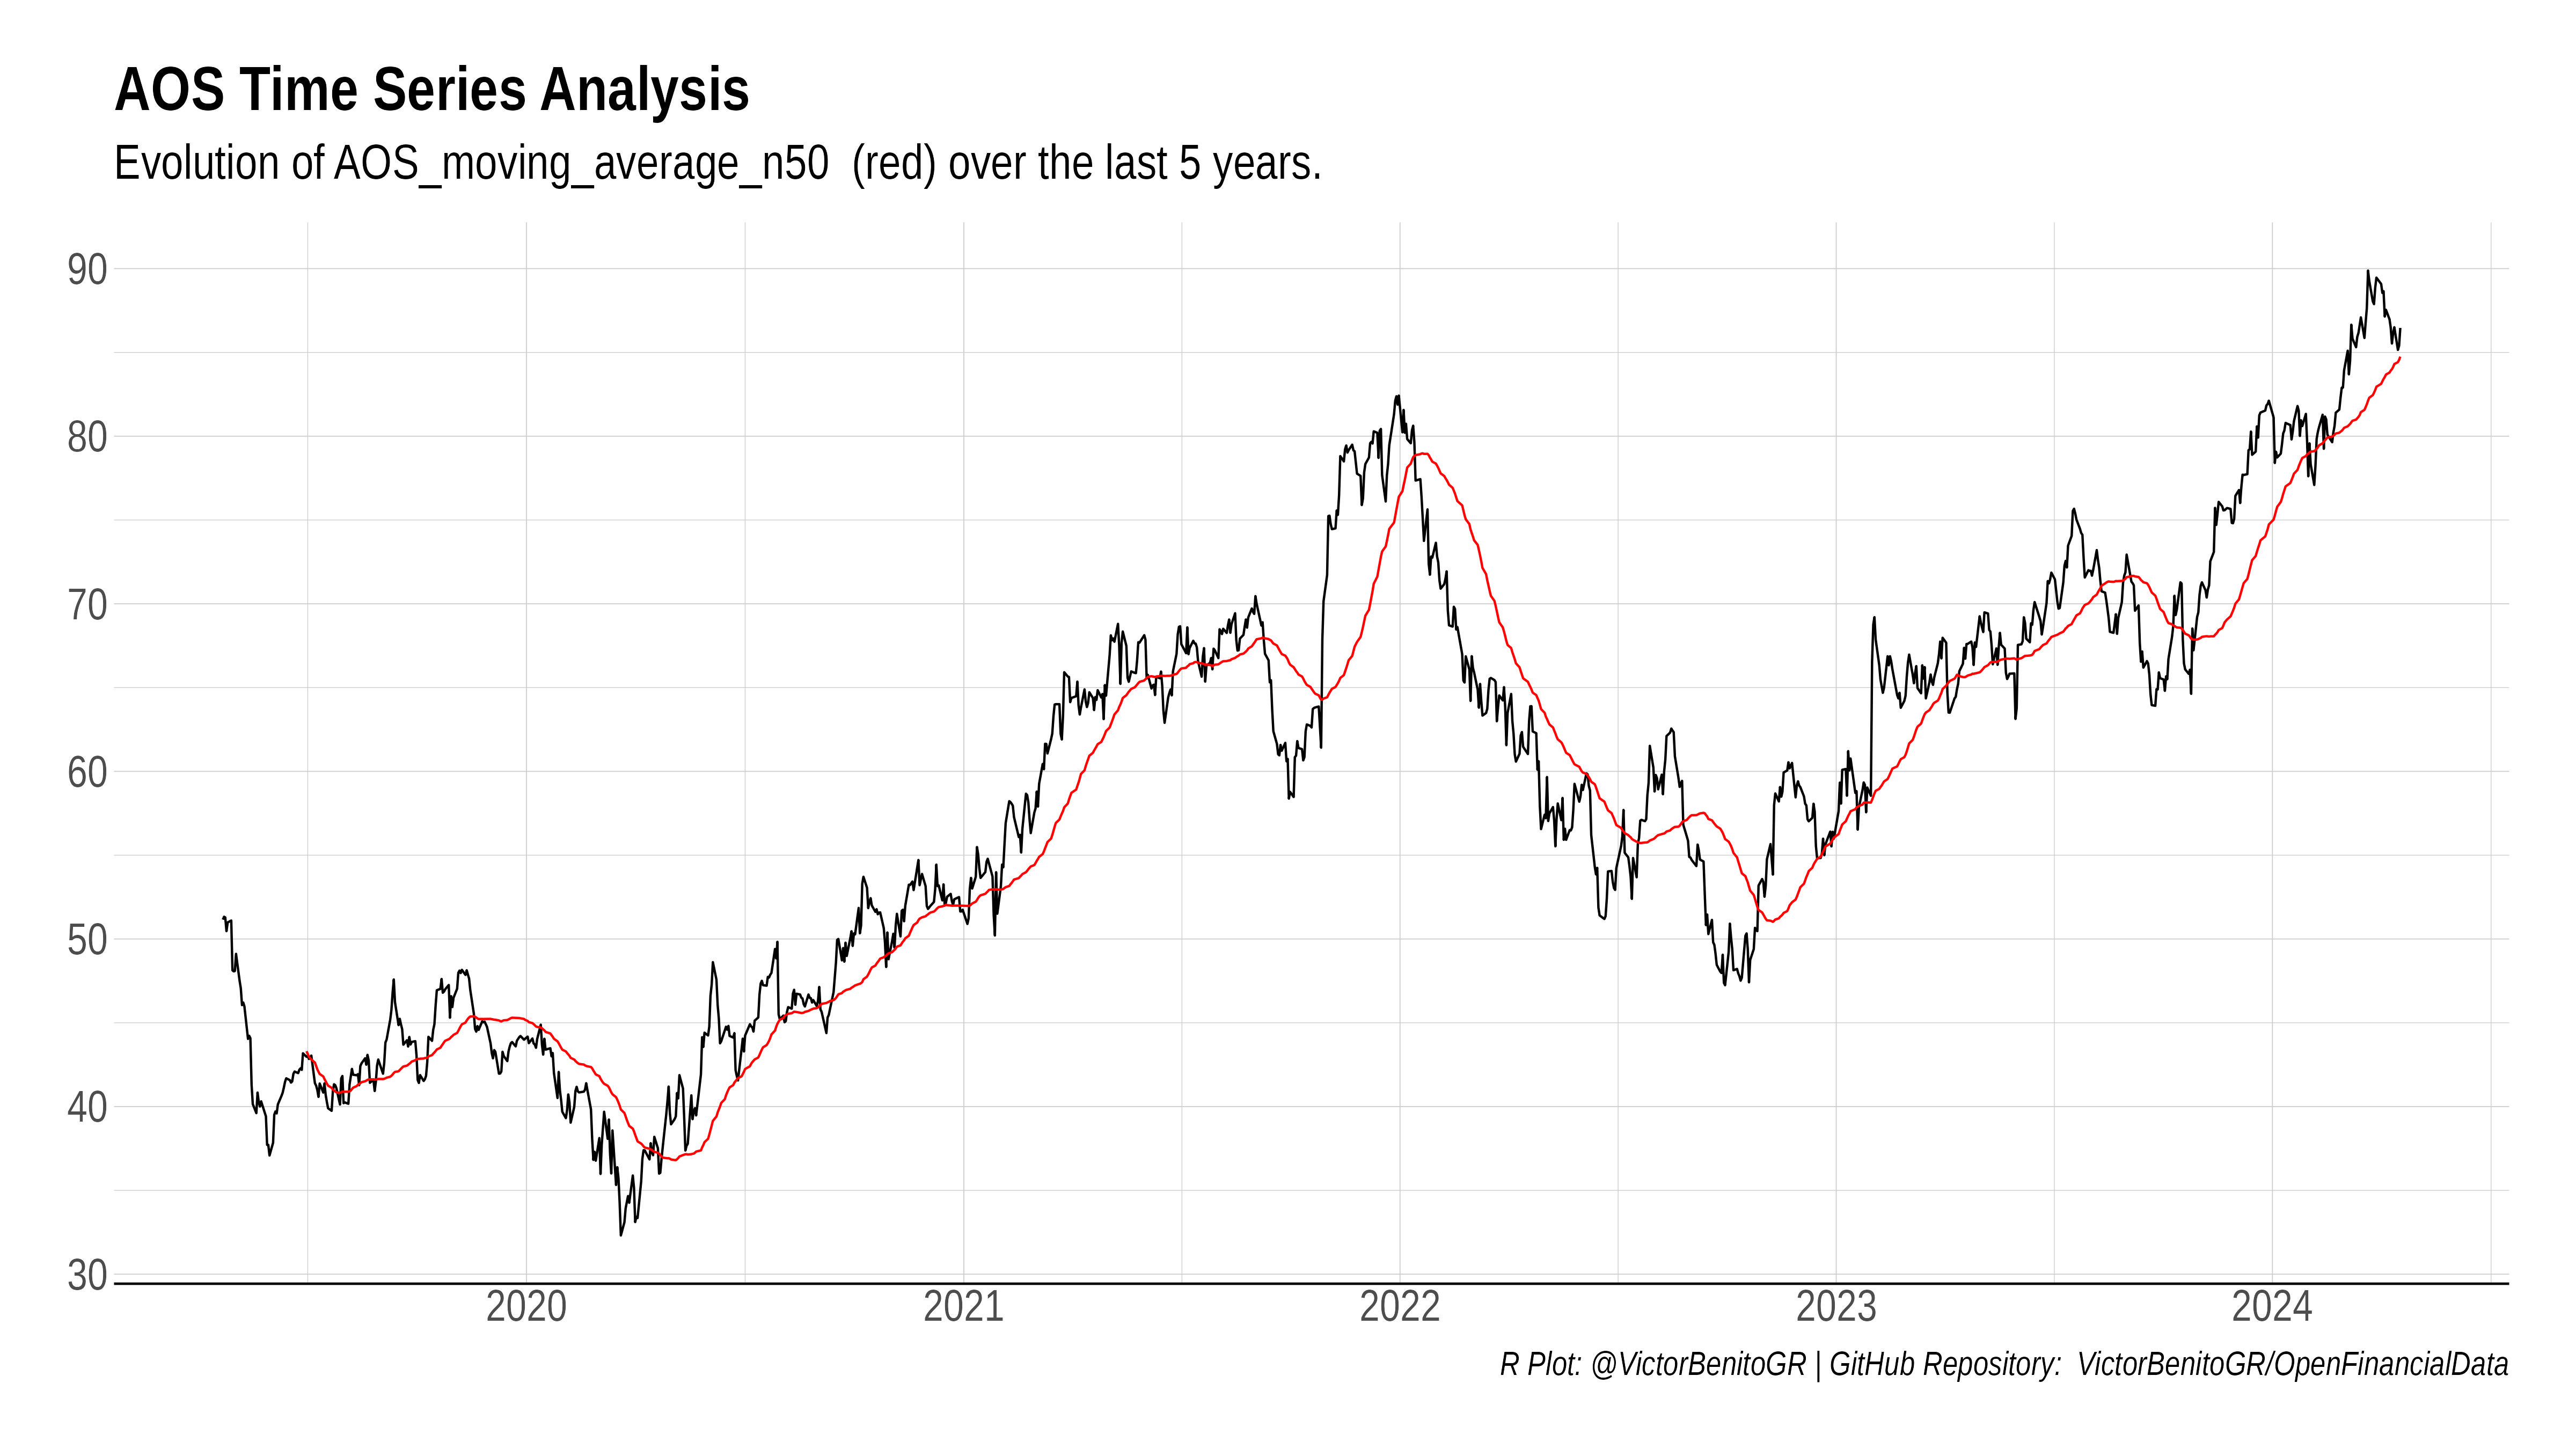 AOS Time Series Analysis
Evolution of AOS_moving_average_n50  (red) over the last 5 years.
90
80
70
60
50
40
30
2020 2021 2022 2023 2024
R Plot: @VictorBenitoGR | GitHub Repository:  VictorBenitoGR/OpenFinancialData